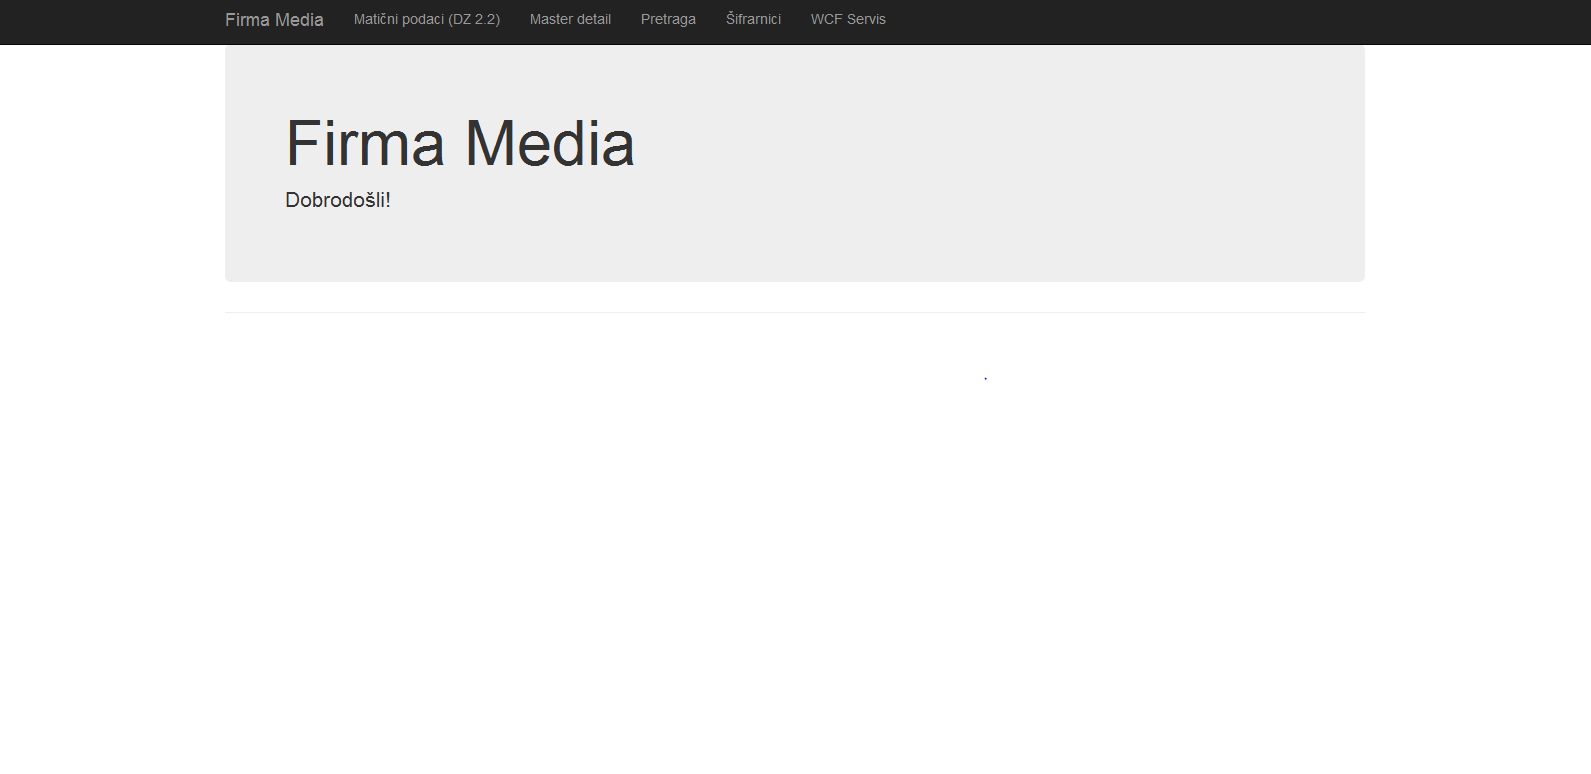 Firma Media Matični podaci (DZ 2.2) Master detail Pretraga Šifrarnici WCF Servis
Firma Media
Dobrodošli!